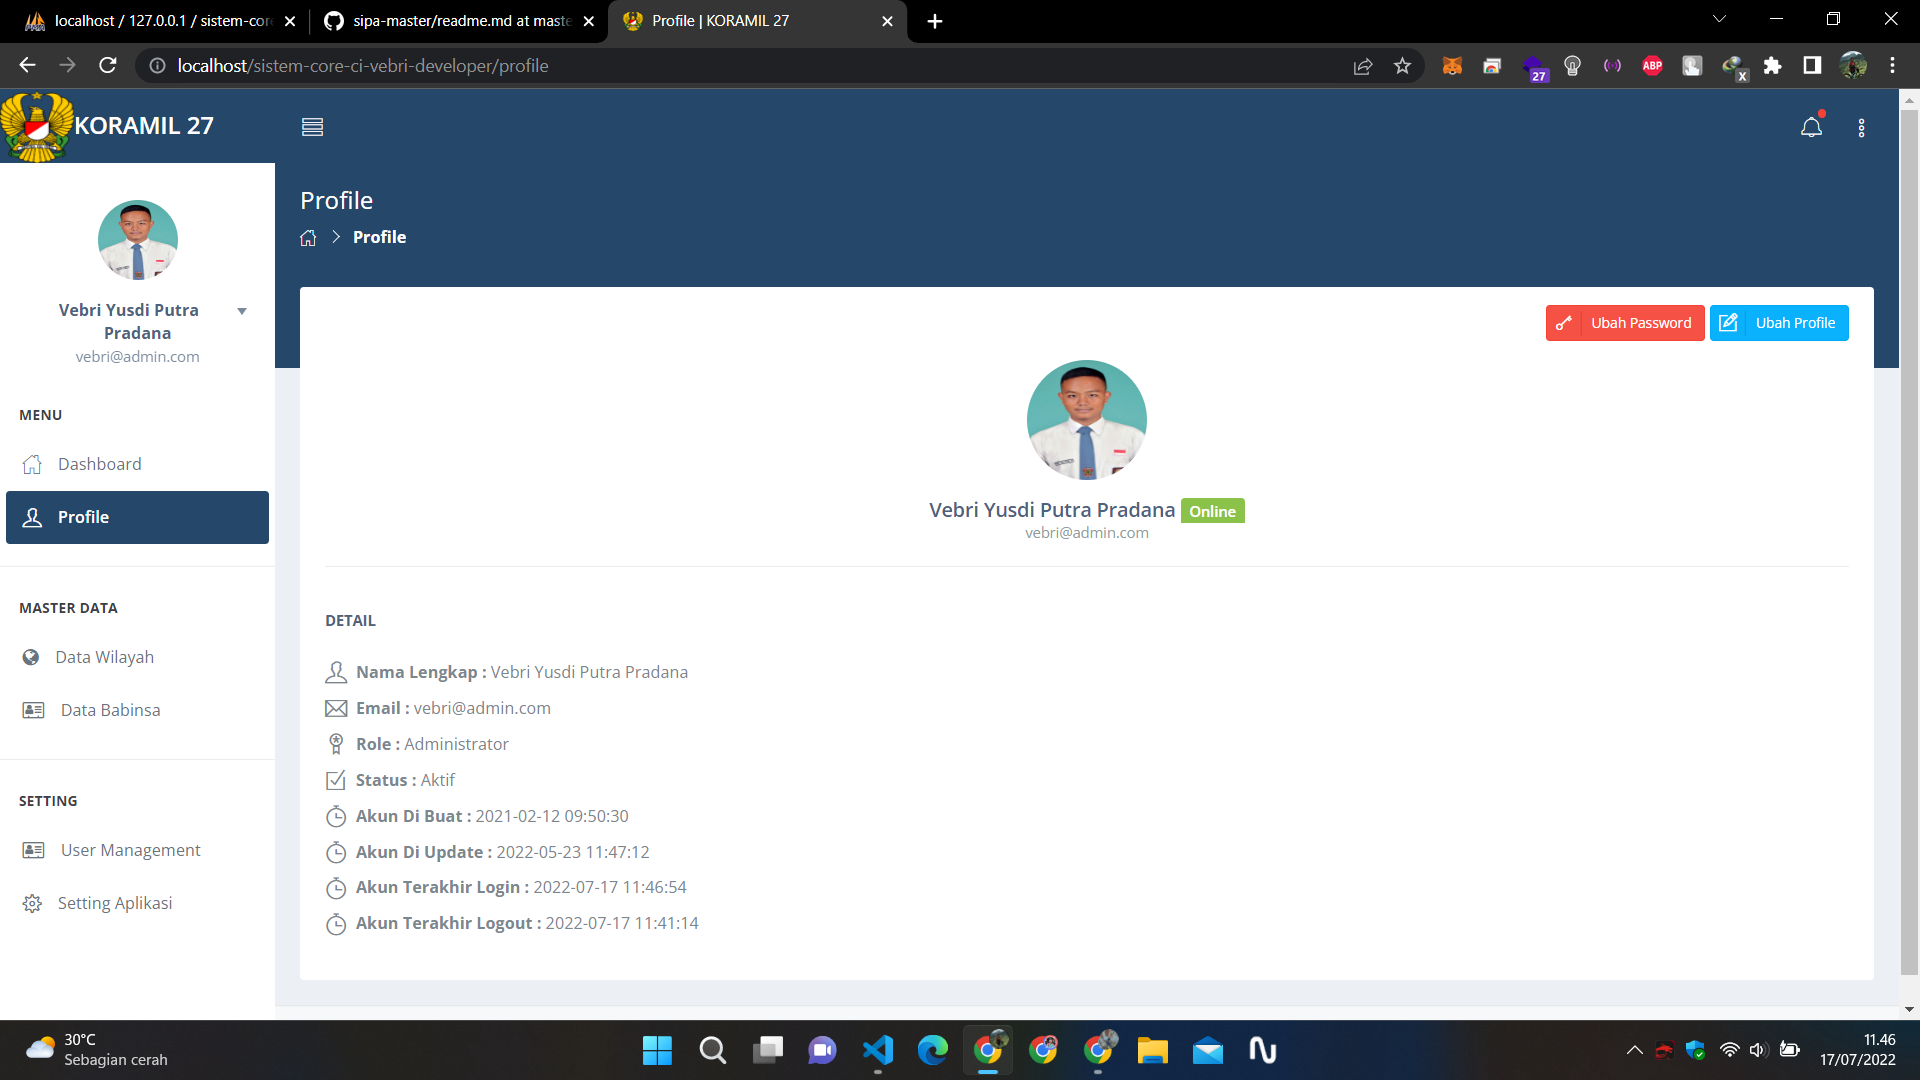 localhost / 127.0.0.1 / sistem-core
sipa-master/readme.md at maste
Profile | KORAMIL 27
localhost/sistem-core-ci-vebri-developer/profile
27
ABP
X
KORAMIL 27
Profile
Profile
Vebri Yusdi Putra
Pradana
vebri@admin.com
MENU
Dashboard
Profile
MASTER DATA
Data Wilayah
Data Babinsa
SETTING
User Management
Setting Aplikasi
Ubah Password
Ubah Profile
Vebri Yusdi Putra Pradana Online
vebri@admin.com
DETAIL
Nama Lengkap : Vebri Yusdi Putra Pradana
Email : vebri@admin.com
Role : Administrator
Status : Aktif
Akun Di Buat : 2021-02-12 09:50:30
Akun Di Update : 2022-05-23 11:47:12
Akun Terakhir Login : 2022-07-17 11:46:54
Akun Terakhir Logout : 2022-07-17 11:41:14
30°C
Sebagian cerah
11.46
17/07/2022